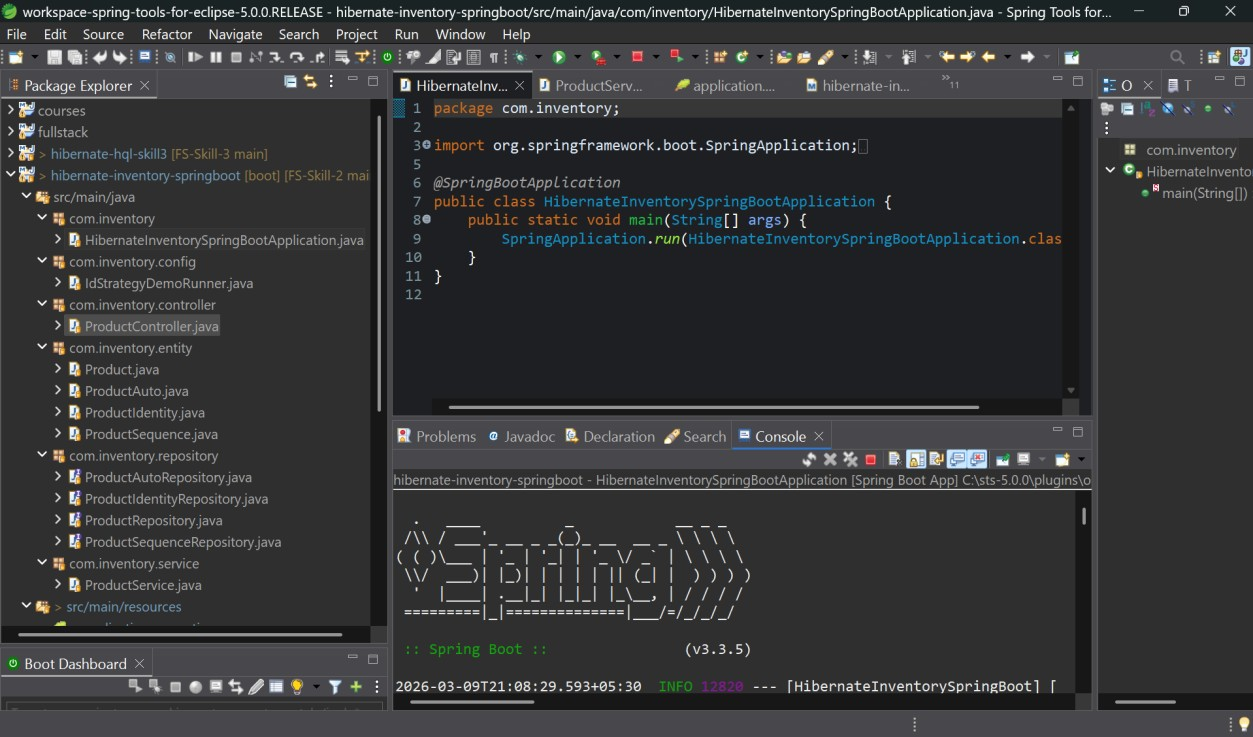 workspace-spring-tools-for-eclipse-5.0.0.RELEASE - hibernate-inventory-springboot/src/main/java/com/inventory/HibernateInventorySpringBootApplication.java - Spring Tools for...
File Edit Source Refactor Navigate Search Project Run Window Help
Package Explorer
courses
fullstack
> hibernate-hql-skill3 [FS-Skill-3 main]
> hibernate-inventory-springboot [boot] [FS-Skill-2 mai
src/main/java
com.inventory
HibernateInventorySpringBootApplication.java
com.inventory.config
IdStrategyDemoRunner.java
com.inventory.controller
ProductController.java
com.inventory.entity
Product.java
ProductAuto.java
ProductIdentity.java
ProductSequence.java
com.inventory.repository
ProductAutoRepository.java
ProductIdentityRepository.java
ProductRepository.java
ProductSequenceRepository.java
com.inventory.service
ProductService.java
> src/main/resources
Boot Dashboard
HibernateInv... ProductServ... application.... hibernate-in... »11
1 package com.inventory;
2
3 import org.springframework.boot.SpringApplication;
5
6 @SpringBootApplication
7 public class HibernateInventorySpringBootApplication {
8 public static void main(String[] args) {
9 SpringApplication.run(HibernateInventorySpringBootApplication.clas
10 }
11 }
12
Problems Javadoc Declaration Search Console
hibernate-inventory-springboot - HibernateInventorySpringBootApplication [Spring Boot App] C:\sts-5.0.0\plugins\o
Spring
:: Spring Boot :: (v3.3.5)
2026-03-09T21:08:29.593+05:30 INFO 12820 --- [HibernateInventorySpringBoot] [
O T
com.inventory
HibernateInvento
main(String[])